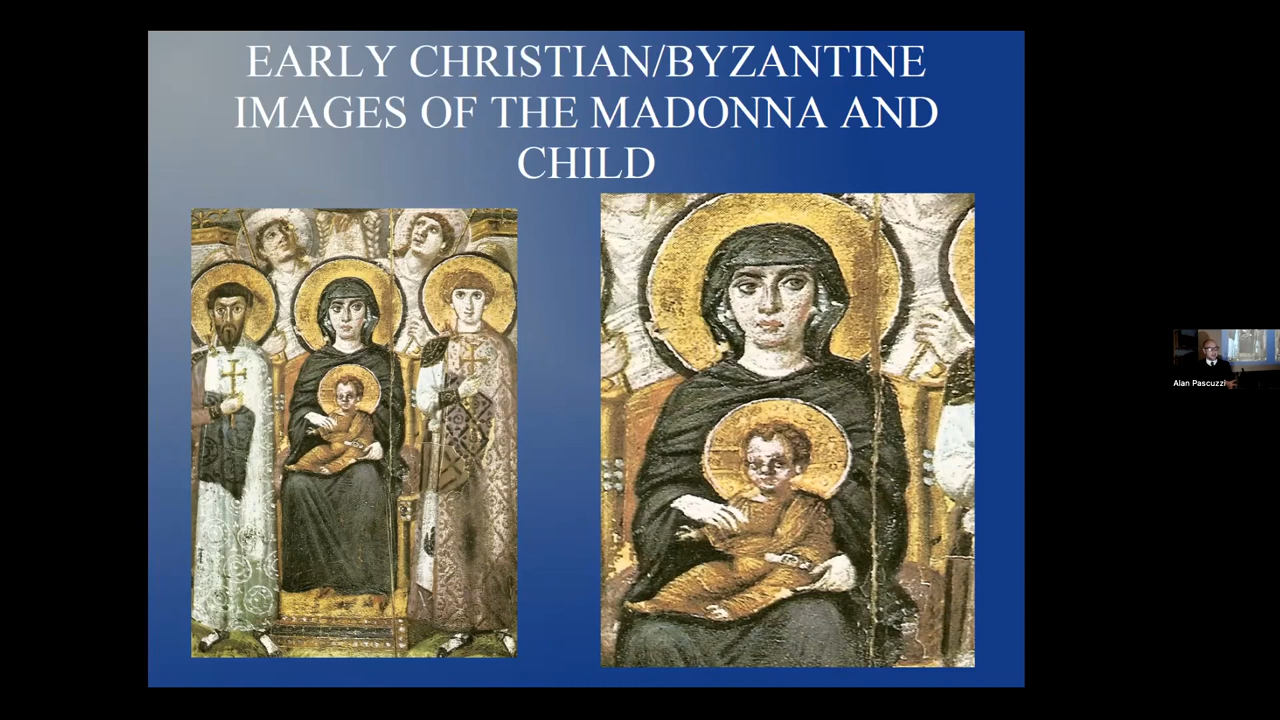 EARLY CHRISTIAN/BYZANTINE
IMAGES OF THE MADONNA AND
CHILD
Alan Pascuzzi